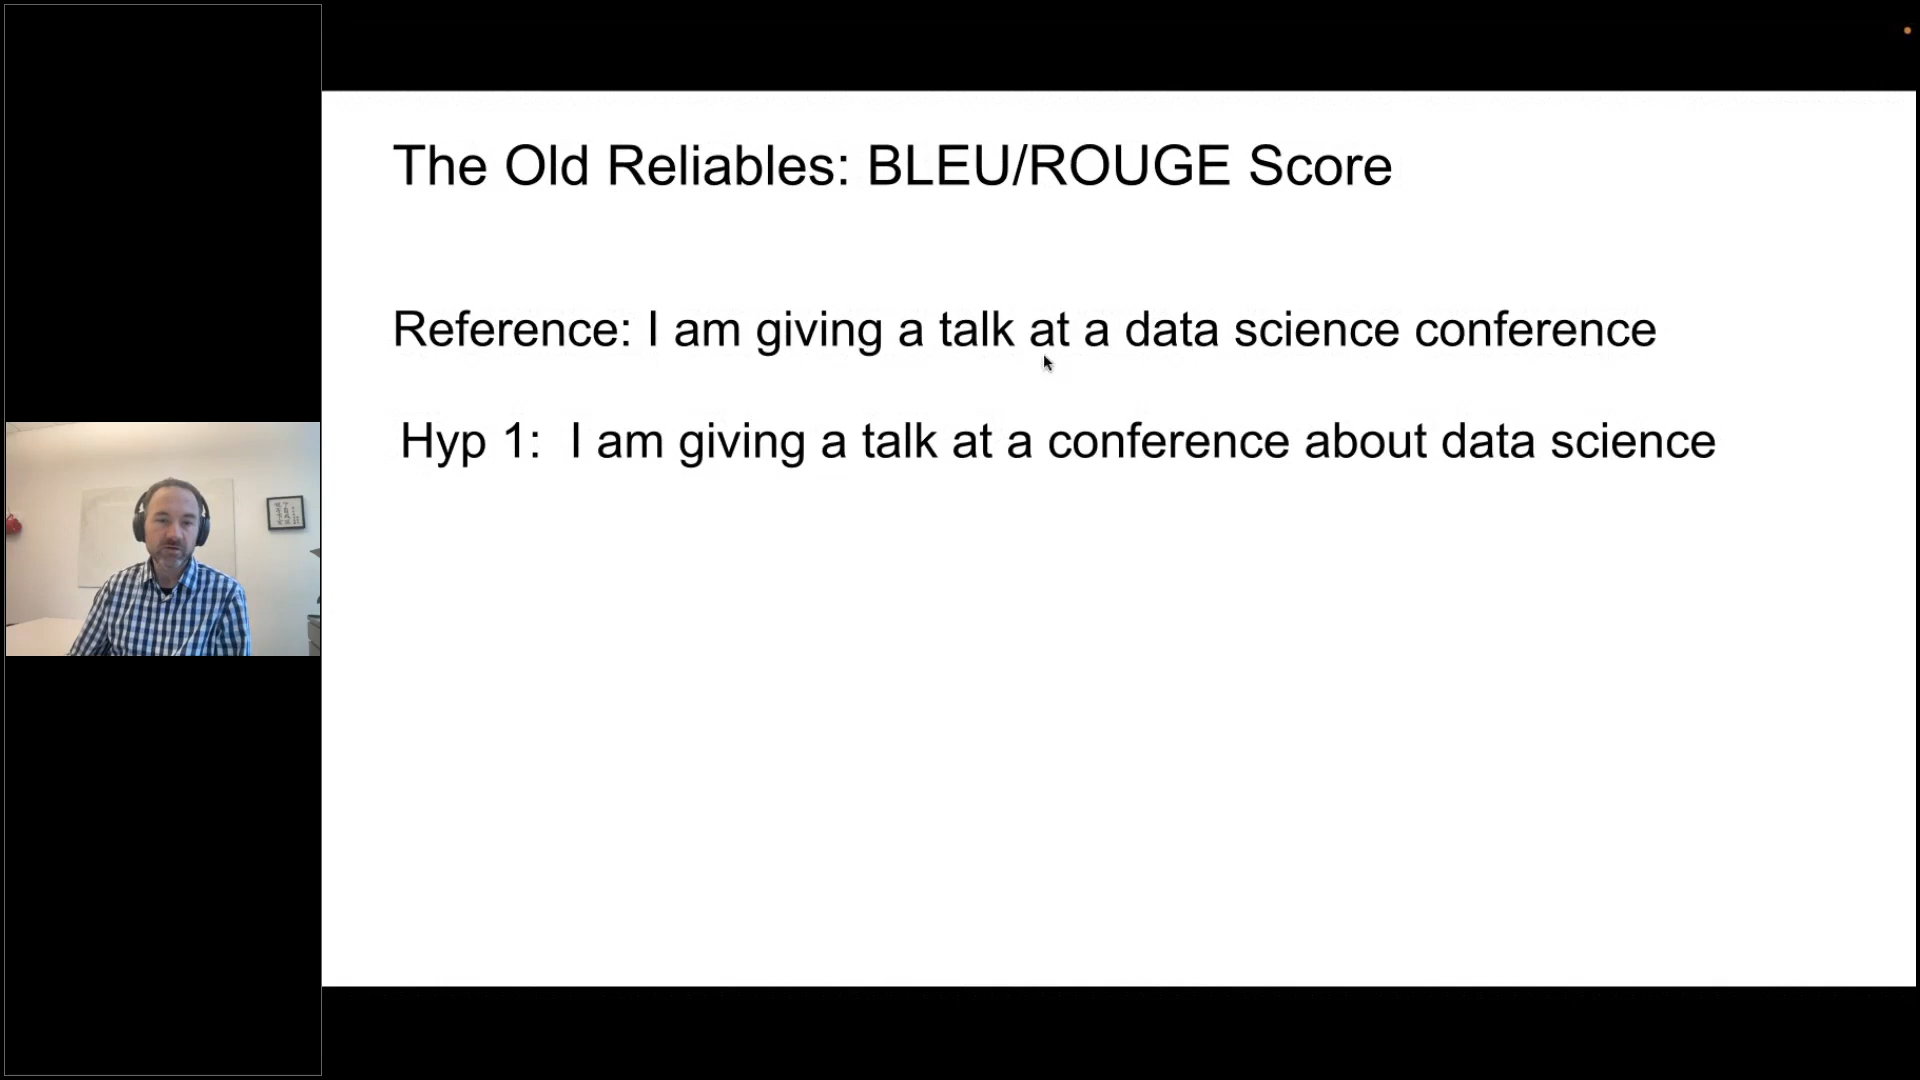 The Old Reliables: BLEU/ROUGE Score
Reference: I am giving a talk at a data science conference
Hyp 1: I am giving a talk at a conference about data science